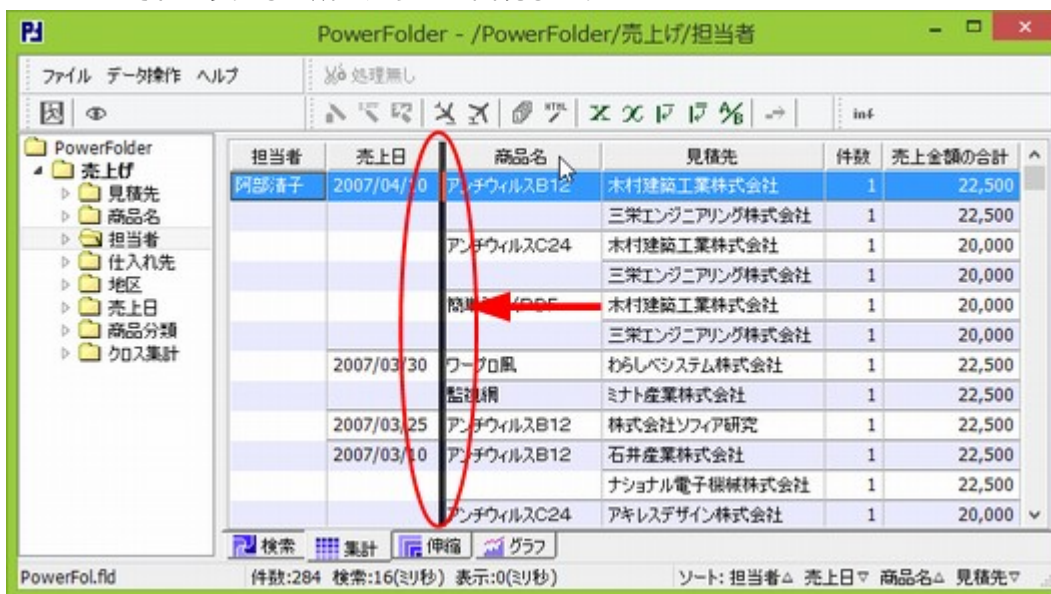 PowerFolder - /PowerFolder/売上げ/担当者
ファイル データ操作 ヘルプ 処理無し
inf
PowerFolder
売上げ
見積先
商品名
担当者
仕入れ先
地区
売上日
商品分類
クロス集計
担当者 売上日 商品名 見積先 件数 売上金額の合計
阿部清子 2007/04/10 アンチウィルスB12 木村建築工業株式会社 1 22,500
三栄エンジニアリング株式会社 1 22,500
アンチウィルスC24 木村建築工業株式会社 1 20,000
三栄エンジニアリング株式会社 1 20,000
木村建築工業株式会社 1 20,000
三栄エンジニアリング株式会社 1 20,000
2007/03/30 ワープロ風 わらしべシステム株式会社 1 22,500
監視網 ミナト産業株式会社 1 22,500
2007/03/25 アンチウィルスB12 株式会社ソフィア研究 1 22,500
2007/03/10 アンチウィルスB12 石井産業株式会社 1 22,500
ナショナル電子機械株式会社 1 22,500
アンチウィルスC24 アキレスデザイン株式会社 1 20,000
検索 集計 伸縮 グラフ
PowerFol.fld 件数:284 検索:16(ミリ秒) 表示:0(ミリ秒) ソート: 担当者△ 売上日▽ 商品名△ 見積先▽